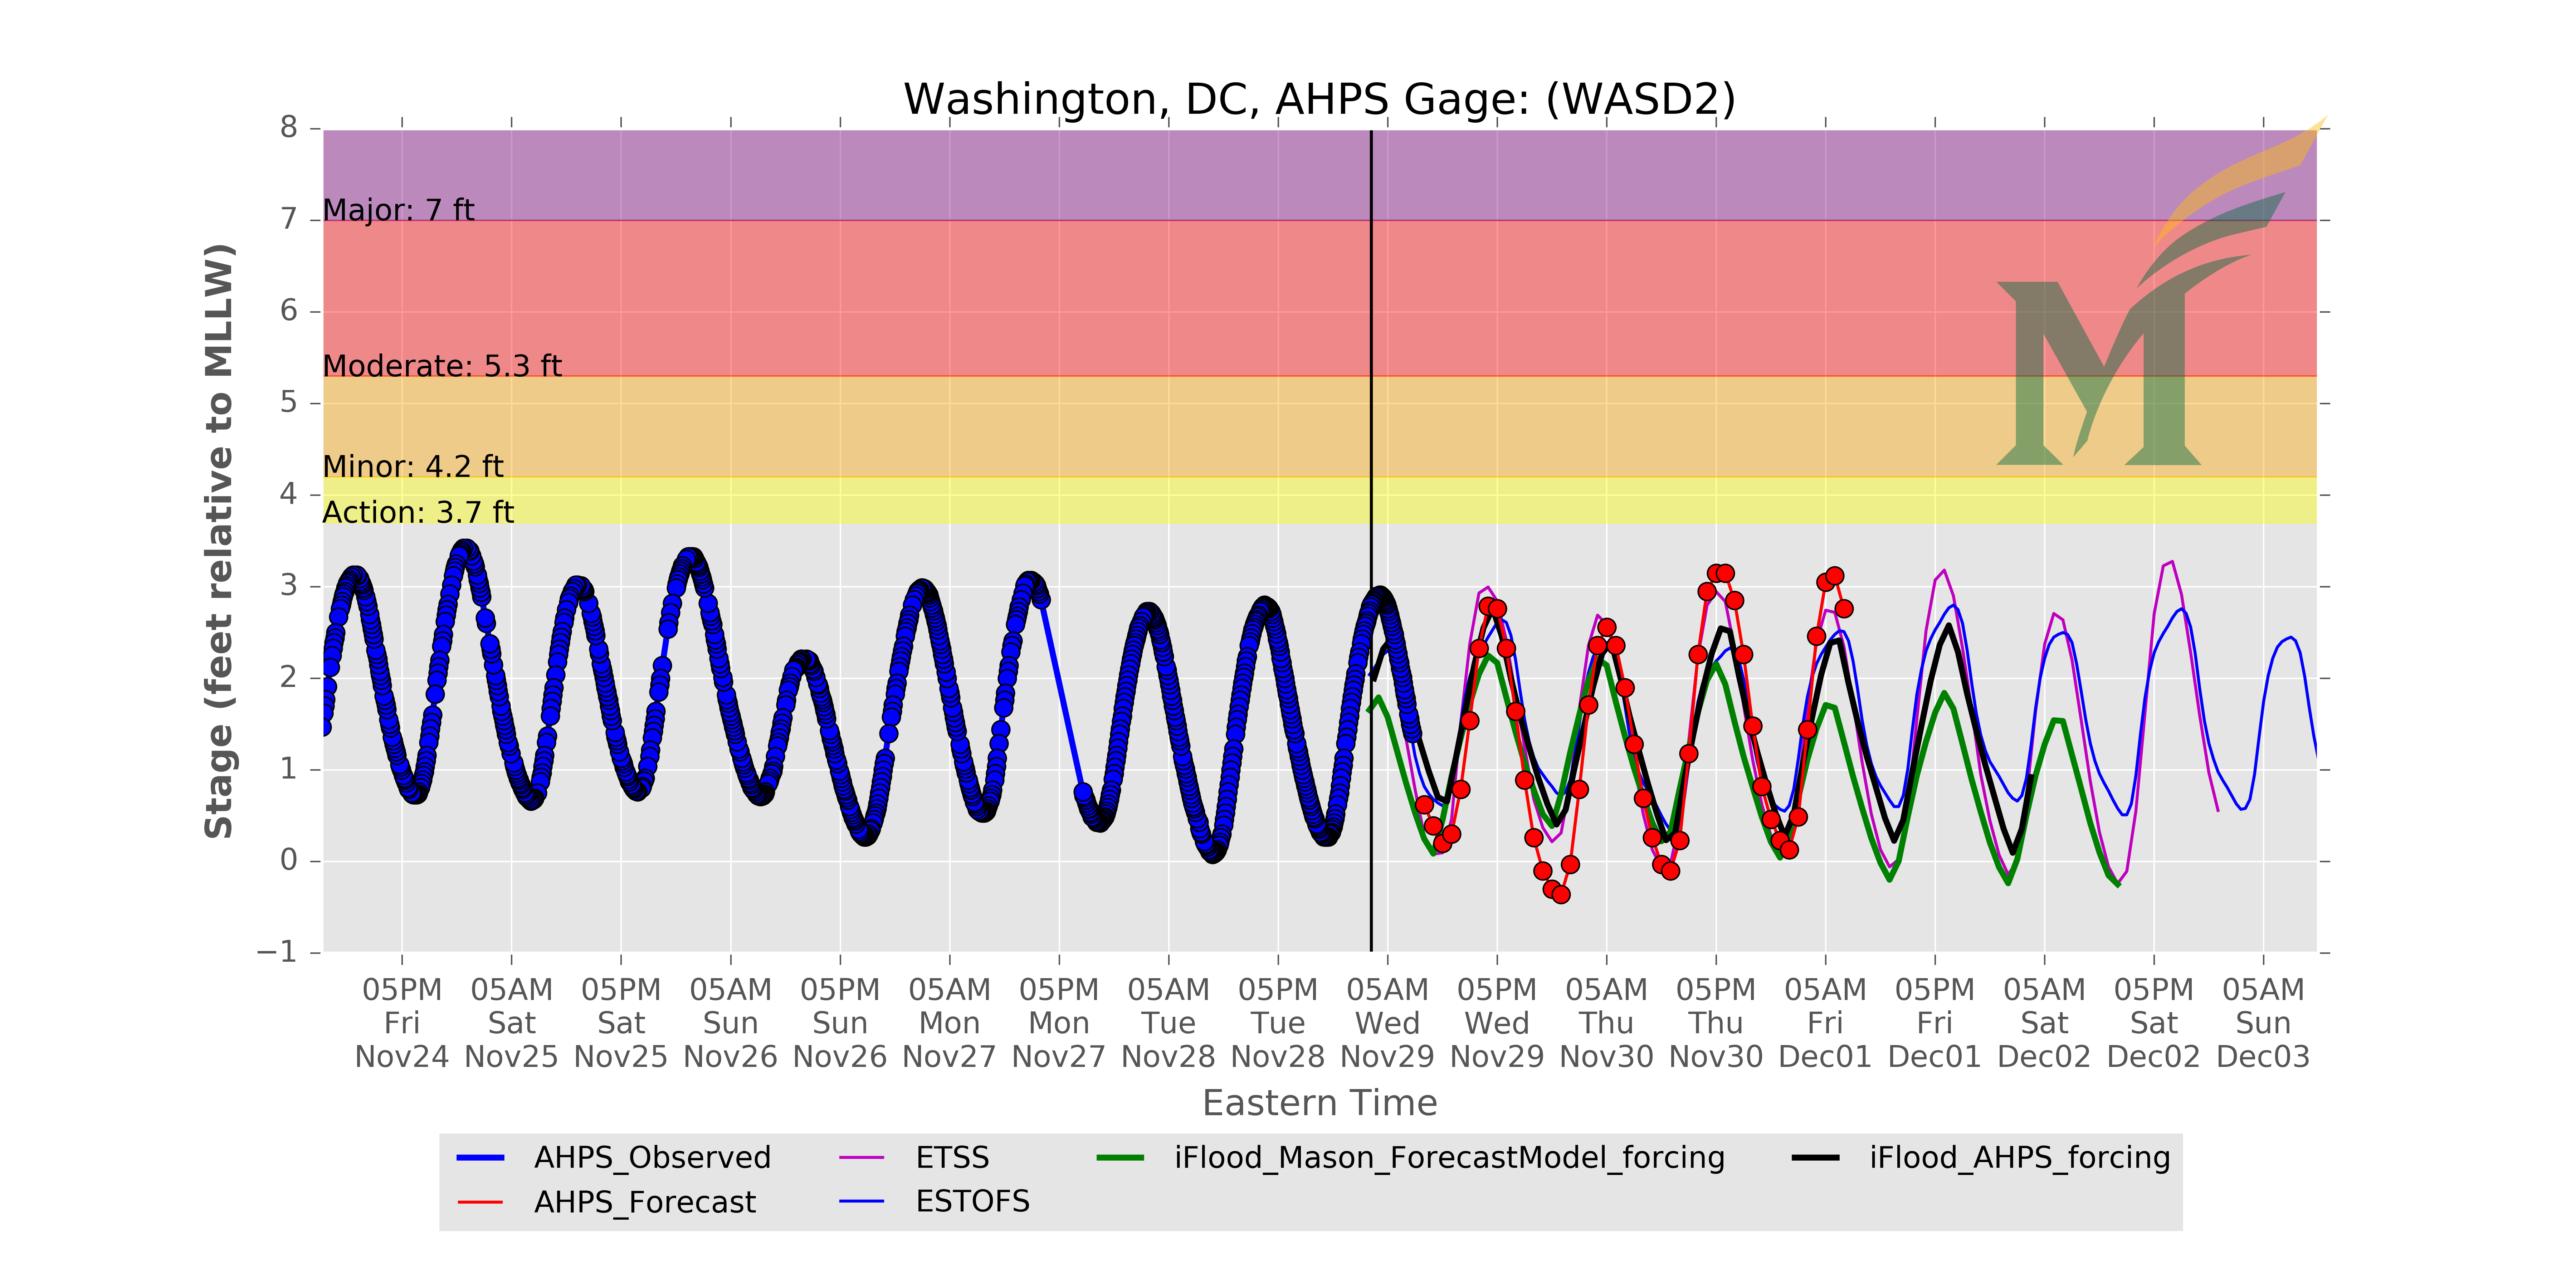 Washington, DC, AHPS Gage: (WASD2)
8
7
6
5
4
3
2
1
0
−1
Stage (feet relative to MLLW)
Major: 7 ft
Moderate: 5.3 ft
Minor: 4.2 ft
Action: 3.7 ft
M
05PM 05AM 05PM 05AM 05PM 05AM 05PM 05AM 05PM 05AM 05PM 05AM 05PM 05AM 05PM 05AM 05PM 05AM
Fri Sat Sat Sun Sun Mon Mon Tue Tue Wed Wed Thu Thu Fri Fri Sat Sat Sun
Nov24 Nov25 Nov25 Nov26 Nov26 Nov27 Nov27 Nov28 Nov28 Nov29 Nov29 Nov30 Nov30 Dec01 Dec01 Dec02 Dec02 Dec03
Eastern Time
AHPS_Observed ETSS iFlood_Mason_ForecastModel_forcing iFlood_AHPS_forcing
AHPS_Forecast ESTOFS